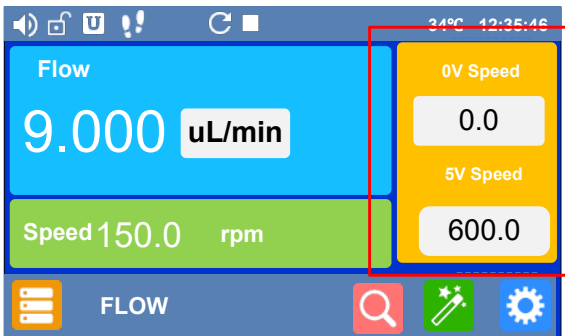 U 34℃ 12:35:46
Flow
9.000 uL/min
Speed 150.0 rpm
0V Speed
0.0
5V Speed
600.0
FLOW